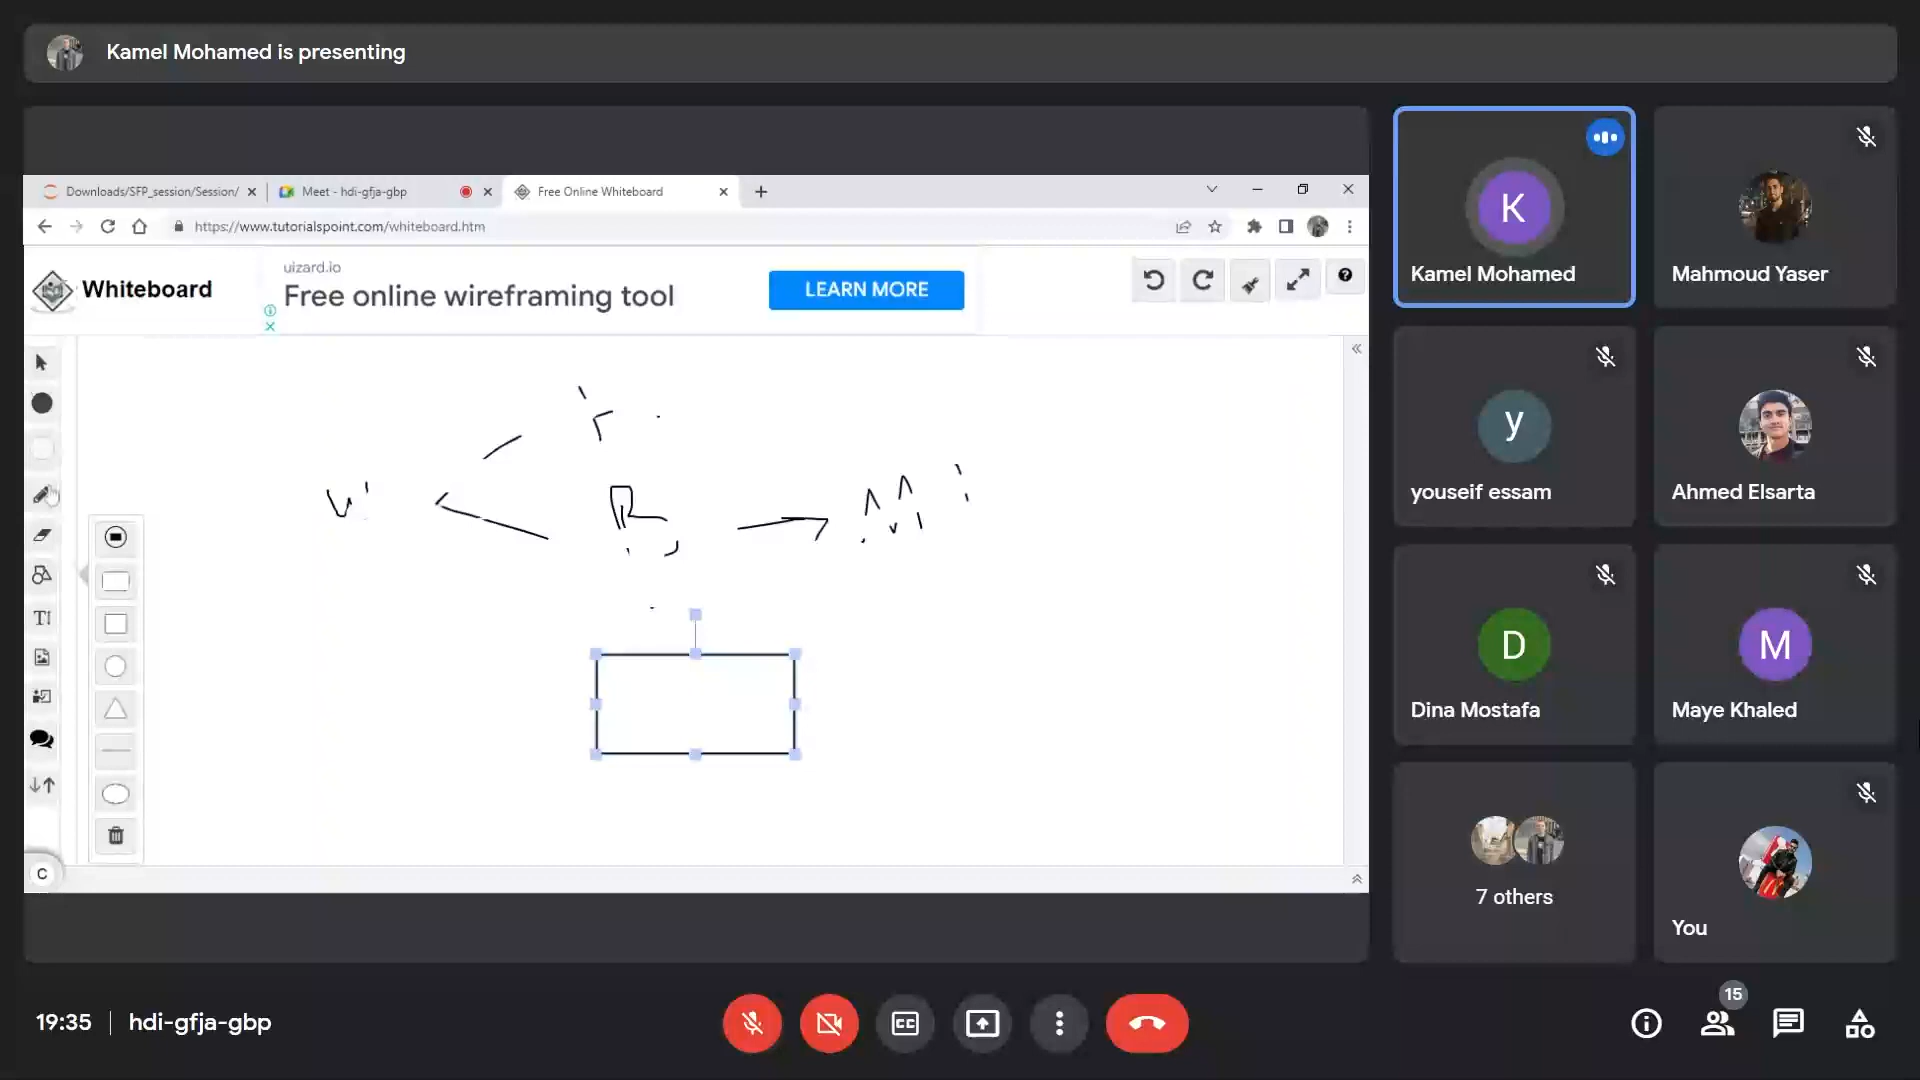 Kamel Mohamed is presenting
Downloads/SFP_session/Session/
Meet - hdi-gfja-gbp
Free Online Whiteboard
https://www.tutorialspoint.com/whiteboard.htm
Whiteboard
uizard.io
Free online wireframing tool
LEARN MORE
T
C
K
Kamel Mohamed
Mahmoud Yaser
y
youseif essam
Ahmed Elsarta
D
Dina Mostafa
M
Maye Khaled
7 others
You
19:35
hdi-gfja-gbp
CC
15